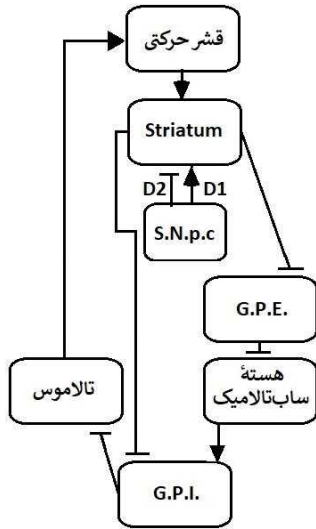 قشر حرکتی
Striatum
D2
D1
S.N.p.c
G.P.E.
تالاموس
هستهٔ
ساب‌تالامیک
G.P.I.